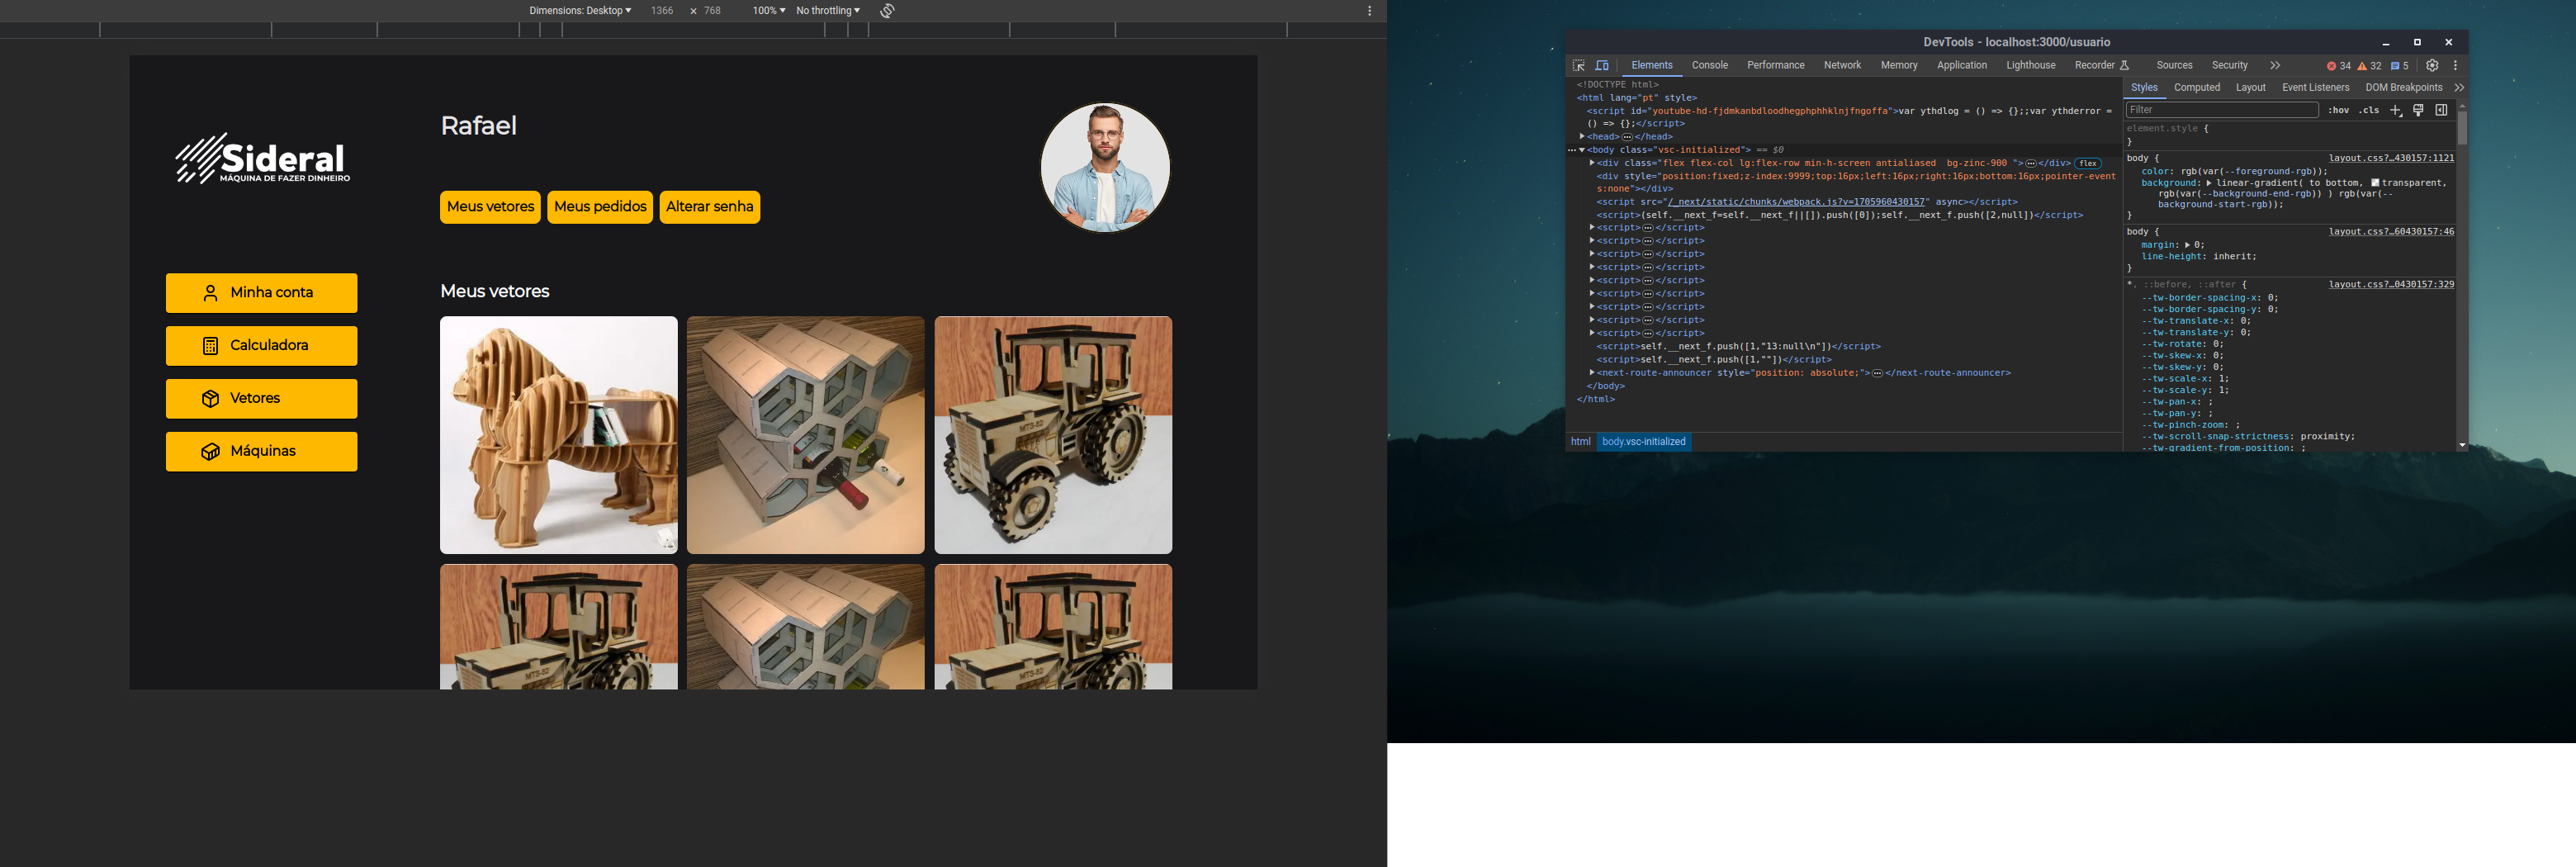 Dimensions: Desktop 1366 × 768 100% No throttling
Sideral
MÁQUINA DE FAZER DINHEIRO
Minha conta
Calculadora
Vetores
Máquinas
Rafael
Meus vetores Meus pedidos Alterar senha
Meus vetores
MTS-82
MTS-82
MTS-82
DevTools - localhost:3000/usuario
Elements Console Performance Network Memory Application Lighthouse Recorder Sources Security 34 32 5
<!DOCTYPE html>
<html lang="pt" style>
<script id="youtube-hd-fjdmkanbdloodhegphphhklnjfngoffa">var ythdlog = () => {};;var ythderror =
() => {};</script>
<head>…</head>
… <body class="vsc-initialized"> == $0
<div class="flex flex-col lg:flex-row min-h-screen antialiased  bg-zinc-900 ">…</div> flex
<div style="position:fixed;z-index:9999;top:16px;left:16px;right:16px;bottom:16px;pointer-event
s:none"></div>
<script src="/_next/static/chunks/webpack.js?v=1705960430157" async></script>
<script>(self.__next_f=self.__next_f||[]).push([0]);self.__next_f.push([2,null])</script>
<script>…</script>
<script>…</script>
<script>…</script>
<script>…</script>
<script>…</script>
<script>…</script>
<script>…</script>
<script>…</script>
<script>…</script>
<script>self.__next_f.push([1,"13:null\n"])</script>
<script>self.__next_f.push([1,""])</script>
<next-route-announcer style="position: absolute;">…</next-route-announcer>
</body>
</html>
html body.vsc-initialized
Styles Computed Layout Event Listeners DOM Breakpoints
Filter :hov .cls
element.style {
}
body { layout.css?…430157:1121
color: rgb(var(--foreground-rgb));
background: linear-gradient( to bottom, transparent,
rgb(var(--background-end-rgb)) ) rgb(var(--
background-start-rgb));
}
body { layout.css?…60430157:46
margin: 0;
line-height: inherit;
}
*, ::before, ::after { layout.css?…0430157:329
--tw-border-spacing-x: 0;
--tw-border-spacing-y: 0;
--tw-translate-x: 0;
--tw-translate-y: 0;
--tw-rotate: 0;
--tw-skew-x: 0;
--tw-skew-y: 0;
--tw-scale-x: 1;
--tw-scale-y: 1;
--tw-pan-x: ;
--tw-pan-y: ;
--tw-pinch-zoom: ;
--tw-scroll-snap-strictness: proximity;
--tw-gradient-from-position: ;